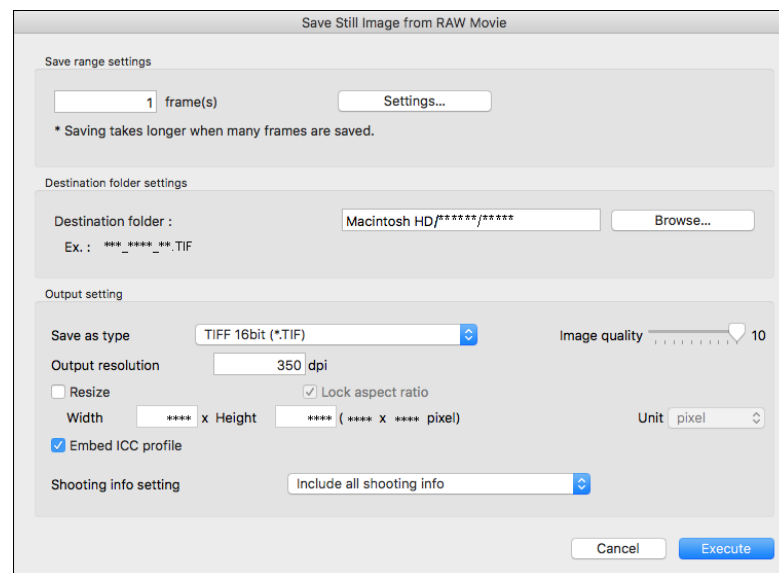 Save Still Image from RAW Movie
Save range settings
1 frame(s) Settings...
* Saving takes longer when many frames are saved.
Destination folder settings
Destination folder : Macintosh HD/******/***** Browse...
Ex. : ***_****_**.TIF
Output setting
Save as type TIFF 16bit (*.TIF) Image quality 10
Output resolution 350 dpi
Resize Lock aspect ratio
Width **** x Height **** ( **** x **** pixel) Unit pixel
Embed ICC profile
Shooting info setting Include all shooting info
Cancel Execute